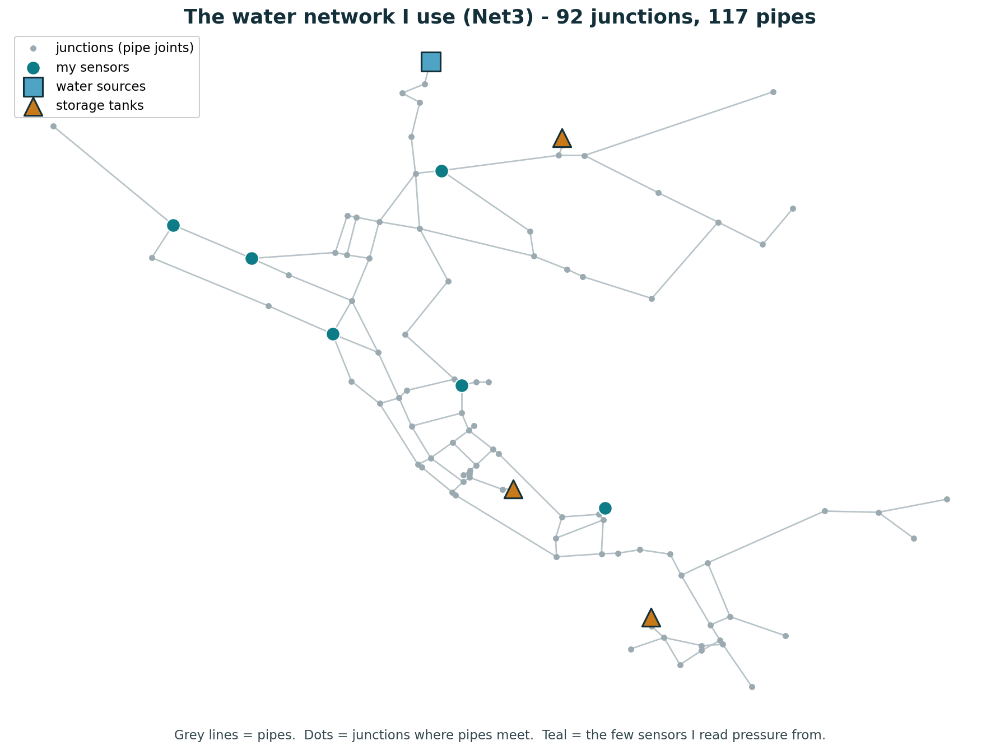 The water network I use (Net3) - 92 junctions, 117 pipes
junctions (pipe joints)
my sensors
water sources
storage tanks
Grey lines = pipes.  Dots = junctions where pipes meet.  Teal = the few sensors I read pressure from.